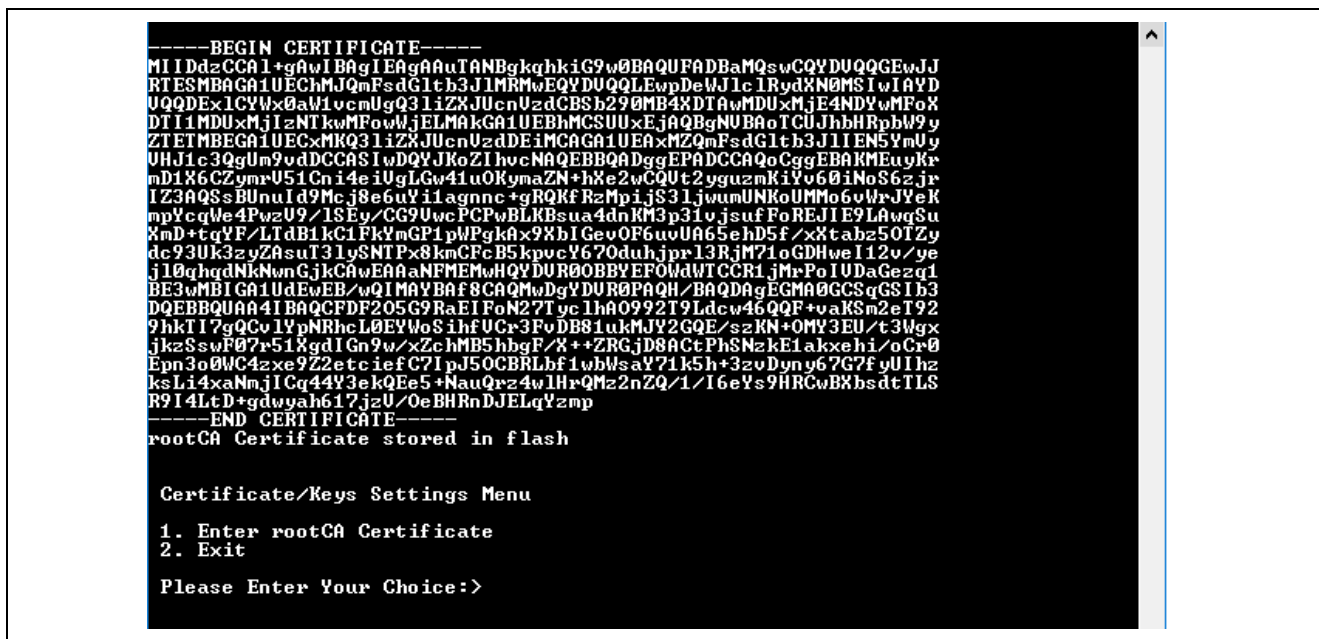 -----BEGIN CERTIFICATE-----
MIIDdzCCAl+gAwIBAgIEAgAAuTANBgkqhkiG9w0BAQUFADBaMQswCQYDVQQGEwJJ
RTESMBAGA1UEChMJQmFsdGltb3JlMRMwEQYDVQQLEwpDeWJlclRydXN0MSIwIAYD
VQQDExlCYWx0aW1vcmUgQ3liZXJUcnVzdCBSb290MB4XDTAwMDUxMjE4NDYwMFoX
DTI1MDUxMjIzNTkwMFowWjELMAkGA1UEBhMCSUUxEjAQBgNVBAoTCUJhbHRpbW9y
ZTETMBEGA1UECxMKQ3liZXJUcnVzdDEiMCAGA1UEAxMZQmFsdGltb3JlIEN5YmVy
VHJ1c3QgUm9vdDCCASIwDQYJKoZIhvcNAQEBBQADggEPADCCAQoCggEBAKMEuyKr
mD1X6CZymrV51Cni4eiVgLGw41uOKymaZN+hXe2wCQVt2yguzmKiYv60iNoS6zjr
IZ3AQSsBUnuId9Mcj8e6uYi1agnnc+gRQKfRzMpijS3ljwumUNKoUMMo6vWrJYeK
mpYcqWe4PwzV9/lSEy/CG9VwcPCPwBLKBsua4dnKM3p31vjsufFoREJIE9LAwqSu
XmD+tqYF/LTdB1kC1FkYmGP1pWPgkAx9XbIGevOF6uvUA65ehD5f/xXtabz5OTZy
dc93Uk3zyZAsuT3lySNTPx8kmCFcB5kpvcY67Oduhjprl3RjM71oGDHweI12v/ye
jl0qhqdNkNwnGjkCAwEAAaNFMEMwHQYDVR0OBBYEFOWdWTCCR1jMrPoIVDaGezq1
BE3wMBIGA1UdEwEB/wQIMAYBAf8CAQMwDgYDVR0PAQH/BAQDAgEGMA0GCSqGSIb3
DQEBBQUAA4IBAQCFDF2O5G9RaEIFoN27TyclhAO992T9Ldcw46QQF+vaKSm2eT92
9hkTI7gQCvlYpNRhcL0EYWoSihfVCr3FvDB81ukMJY2GQE/szKN+OMY3EU/t3Wgx
jkzSswF07r51XgdIGn9w/xZchMB5hbgF/X++ZRGjD8ACtPhSNzkE1akxehi/oCr0
Epn3o0WC4zxe9Z2etciefC7IpJ5OCBRLbf1wbWsaY71k5h+3zvDyny67G7fyUIhz
ksLi4xaNmjICq44Y3ekQEe5+NauQrz4wlHrQMz2nZQ/1/I6eYs9HRCwBXbsdtTLS
R9I4LtD+gdwyah617jzV/OeBHRnDJELqYzmp
-----END CERTIFICATE-----
rootCA Certificate stored in flash
Certificate/Keys Settings Menu
1. Enter rootCA Certificate
2. Exit
Please Enter Your Choice:>